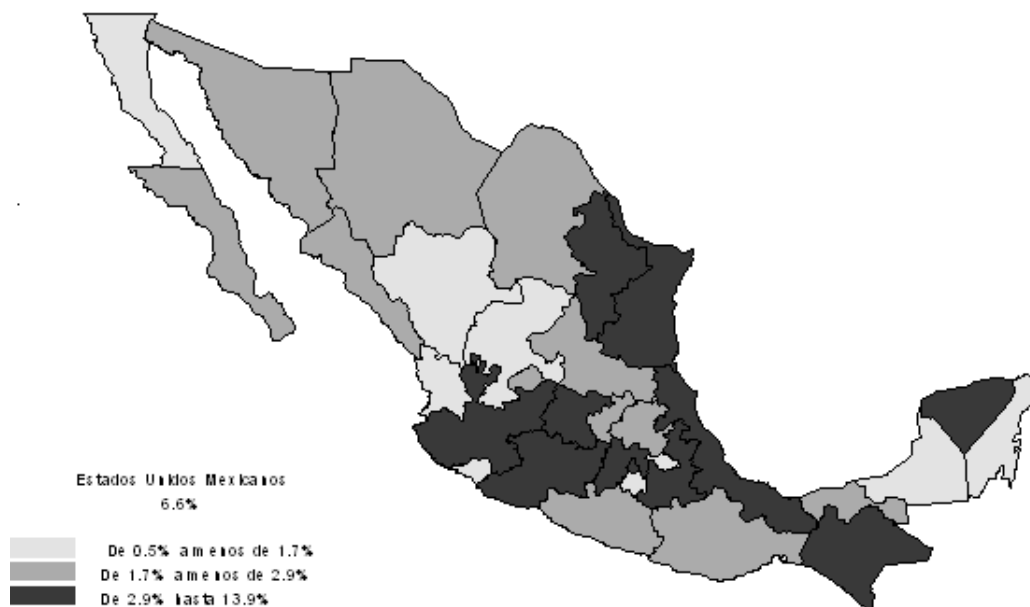 Estados Unidos Mexicanos
6.6%
De 0.5% a menos de 1.7%
De 1.7% a menos de 2.9%
De 2.9% hasta 13.9%